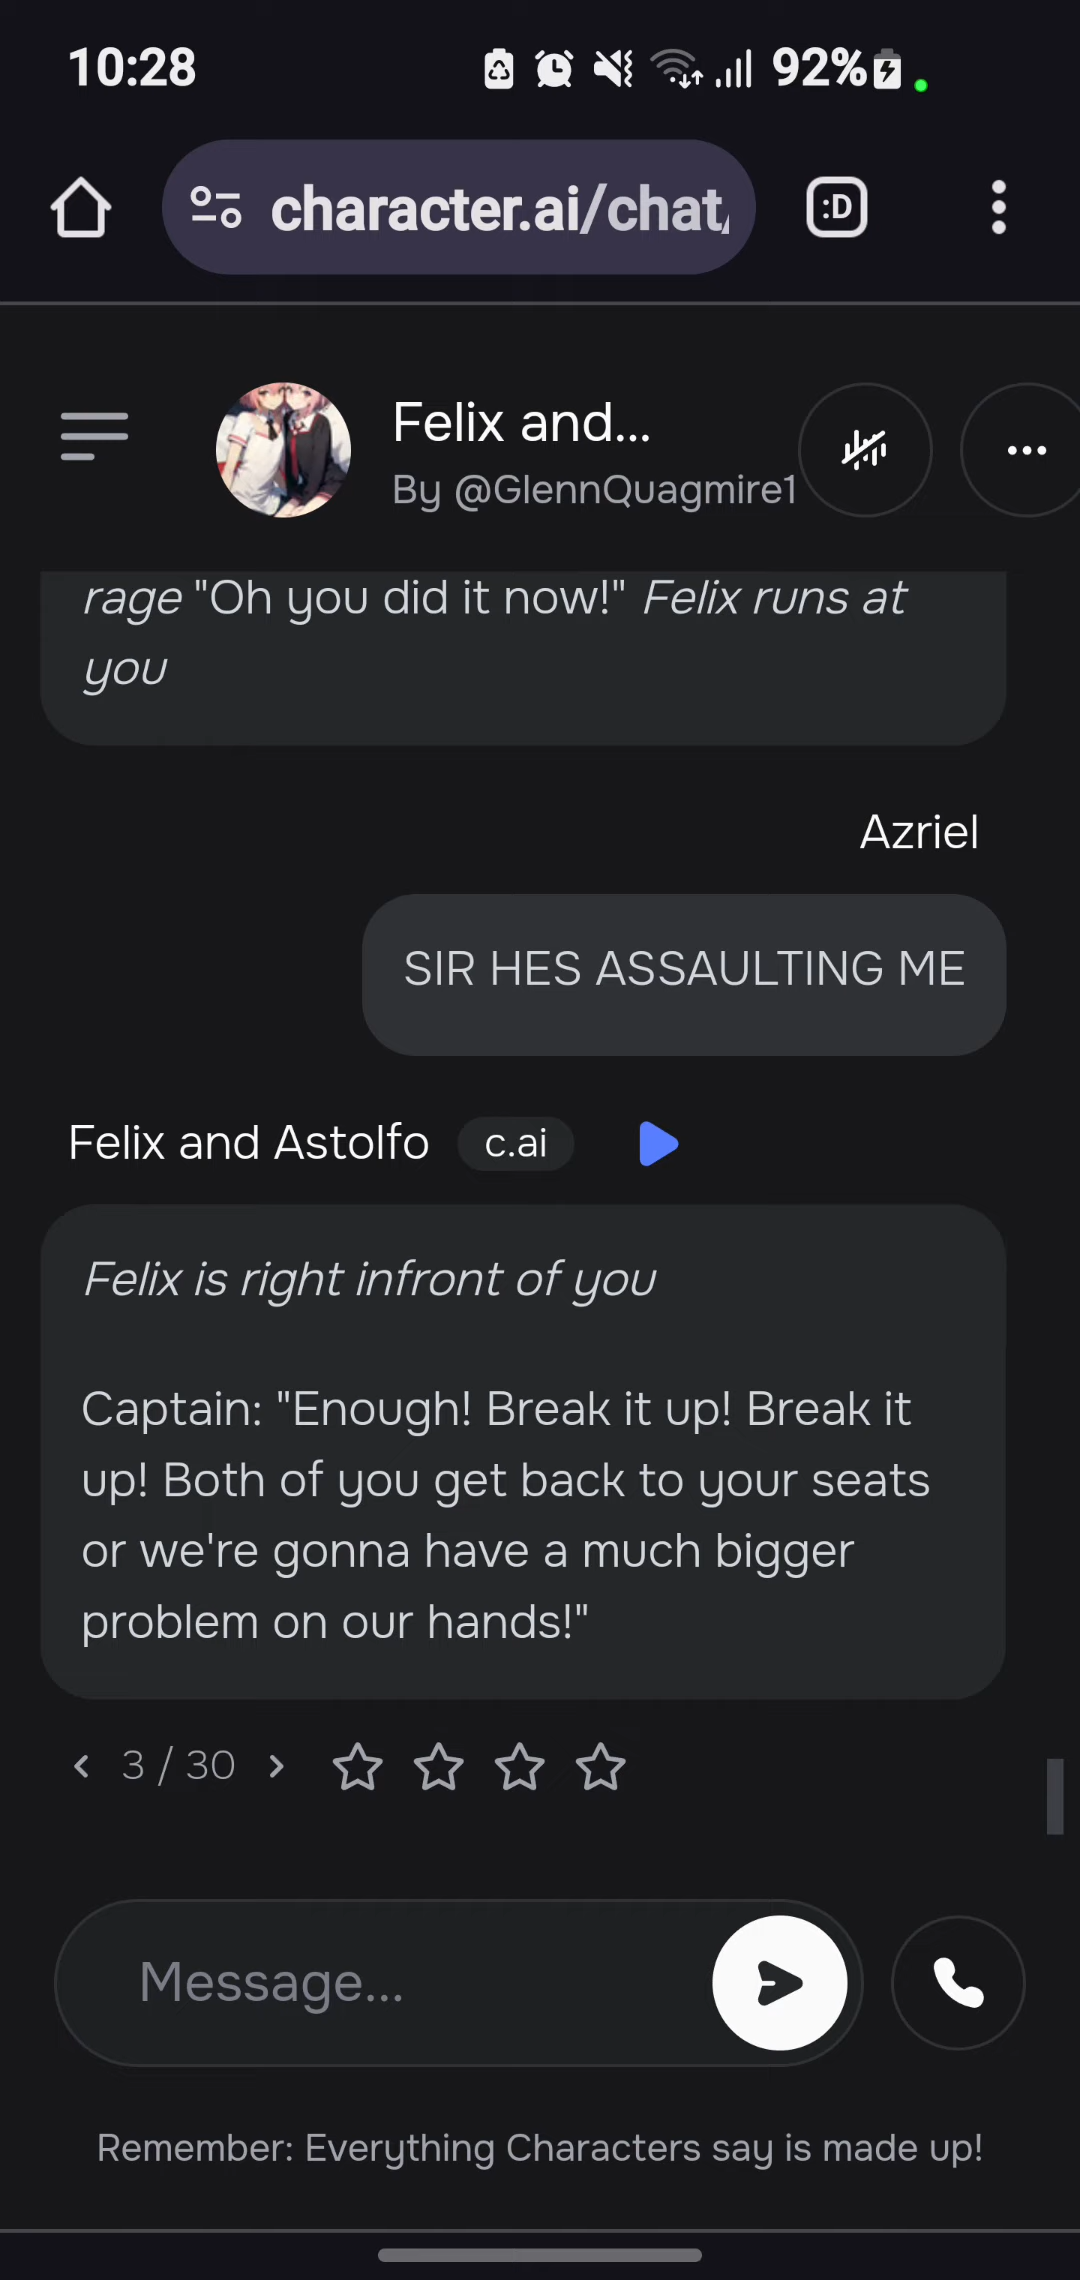 10:28
92%
character.ai/chat
:D
Felix and...
By @GlennQuagmire1
rage "Oh you did it now!" Felix runs at
you
Azriel
SIR HES ASSAULTING ME
Felix and Astolfo c.ai
Felix is right infront of you
Captain: "Enough! Break it up! Break it
up! Both of you get back to your seats
or we're gonna have a much bigger
problem on our hands!"
3 / 30
Message...
Remember: Everything Characters say is made up!